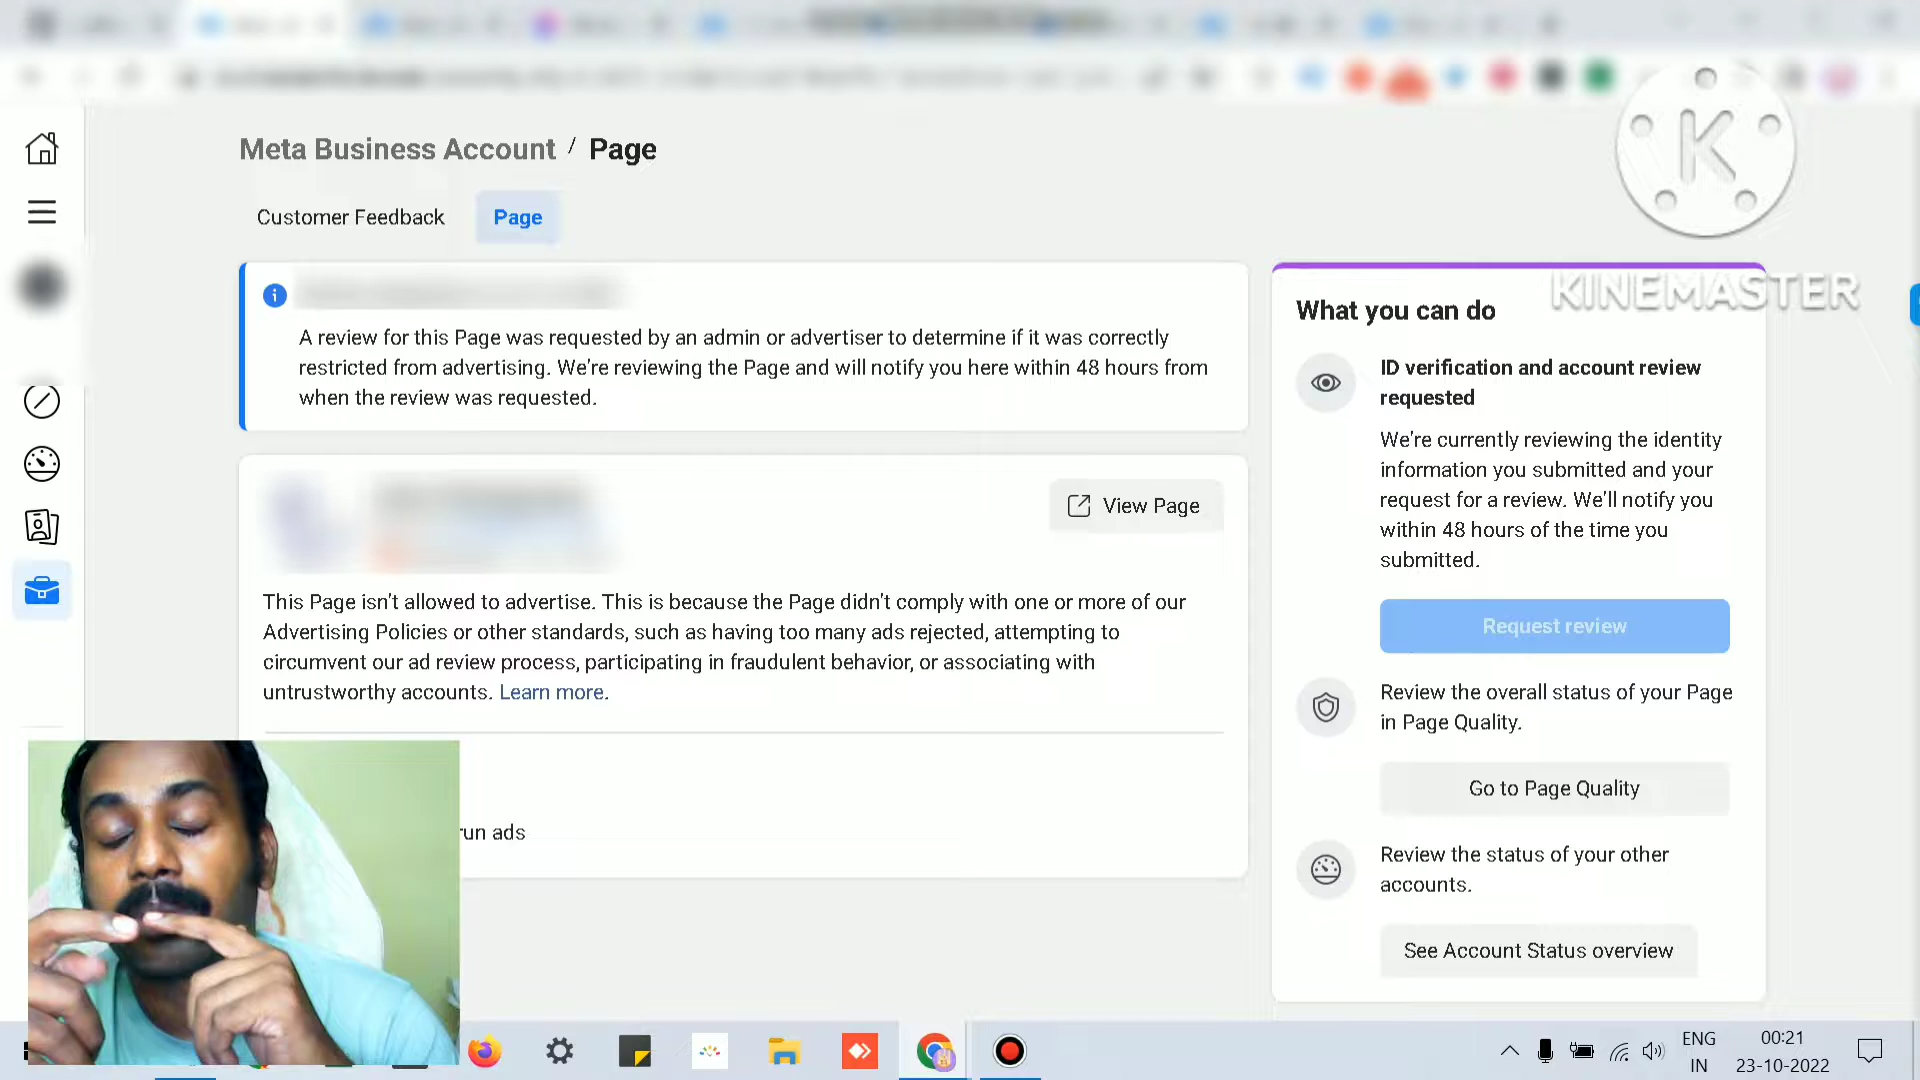 Meta Business Account / Page
Customer Feedback
Page
A review for this Page was requested by an admin or advertiser to determine if it was correctly
restricted from advertising. We're reviewing the Page and will notify you here within 48 hours from
when the review was requested.
View Page
This Page isn't allowed to advertise. This is because the Page didn't comply with one or more of our
Advertising Policies or other standards, such as having too many ads rejected, attempting to
circumvent our ad review process, participating in fraudulent behavior, or associating with
untrustworthy accounts. Learn more.
run ads
K
KINEMASTER
What you can do
ID verification and account review
requested
We're currently reviewing the identity
information you submitted and your
request for a review. We'll notify you
within 48 hours of the time you
submitted.
Request review
Review the overall status of your Page
in Page Quality.
Go to Page Quality
Review the status of your other
accounts.
See Account Status overview
ENG
IN
00:21
23-10-2022